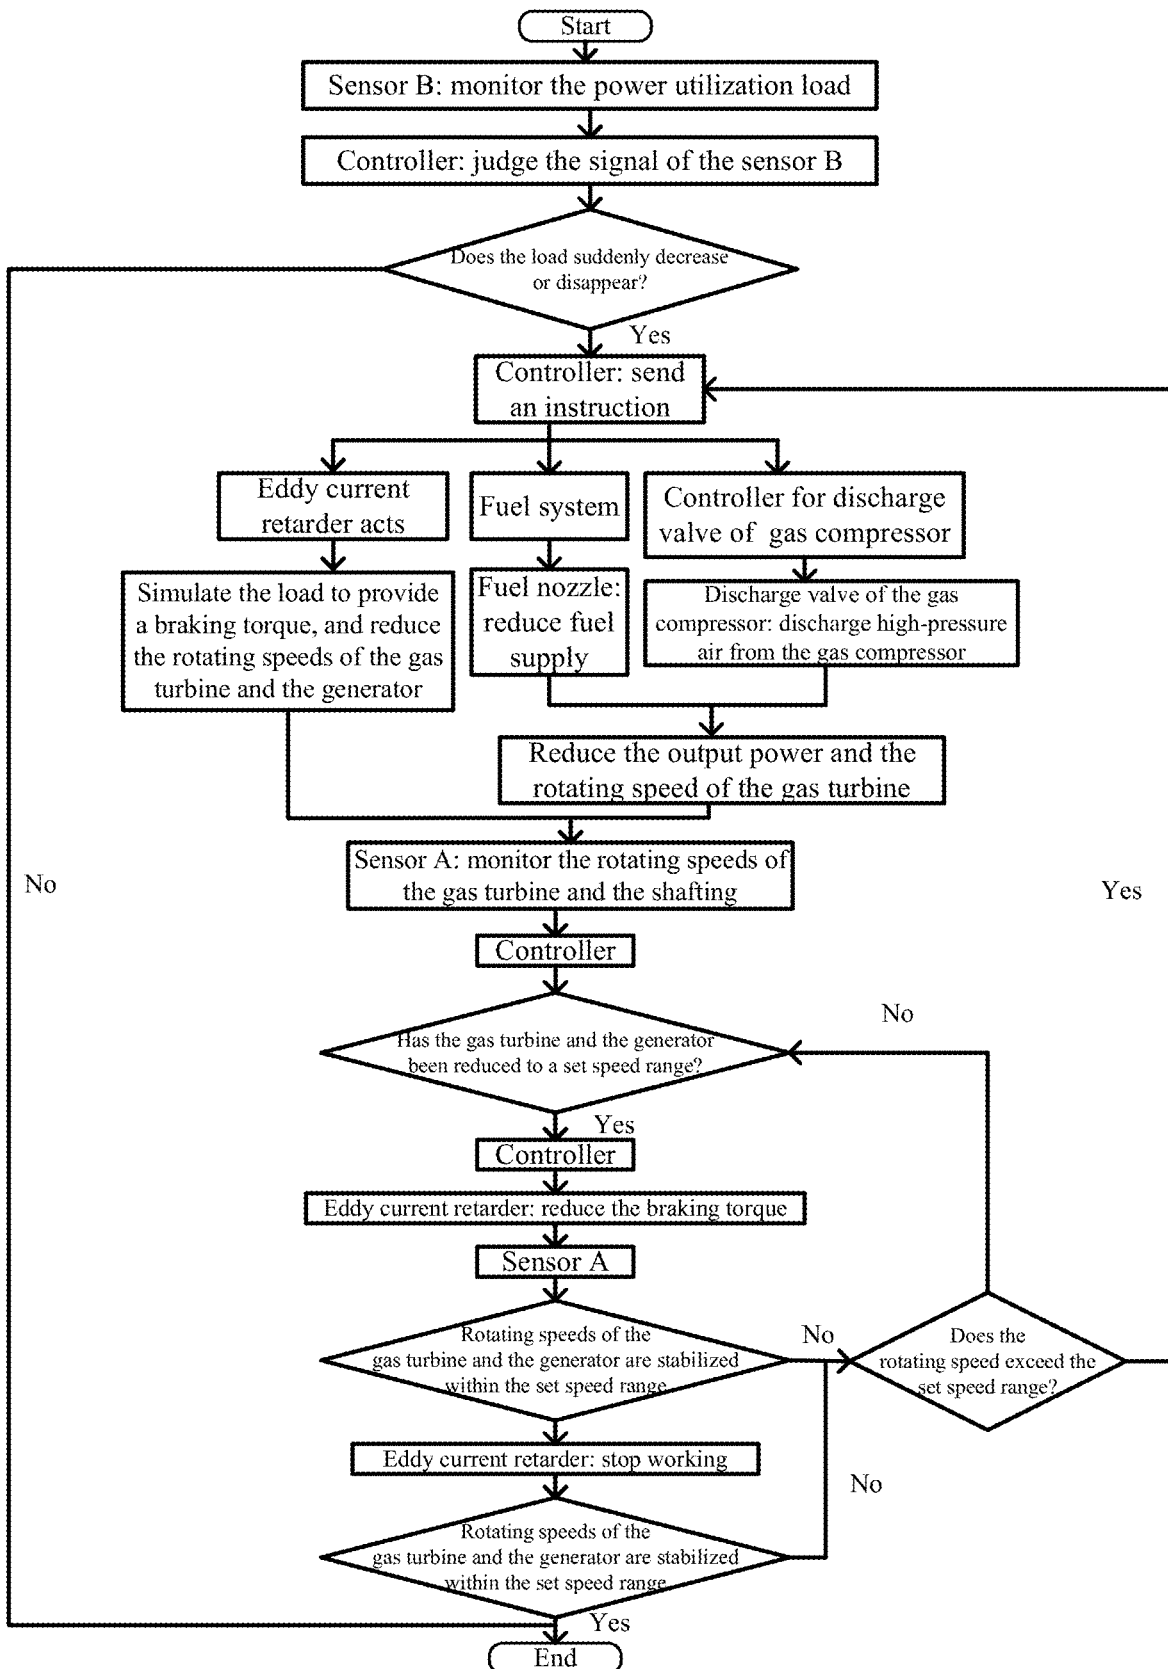 Start
Sensor B: monitor the power utilization load
Controller: judge the signal of the sensor B
Does the load suddenly decrease
or disappear?
Yes
Controller: send
an instruction
Eddy current
retarder acts
Fuel system
Controller for discharge
valve of gas compressor
Simulate the load to provide
a braking torque, and reduce
the rotating speeds of the gas
turbine and the generator
Fuel nozzle:
reduce fuel
supply
Discharge valve of the gas
compressor: discharge high-pressure
air from the gas compressor
Reduce the output power and the
rotating speed of the gas turbine
Sensor A: monitor the rotating speeds of
the gas turbine and the shafting
No
Yes
Controller
No
Has the gas turbine and the generator
been reduced to a set speed range?
Yes
Controller
Eddy current retarder: reduce the braking torque
Sensor A
Rotating speeds of the
gas turbine and the generator are stabilized
within the set speed range
No
Does the
rotating speed exceed the
set speed range?
Eddy current retarder: stop working
No
Rotating speeds of the
gas turbine and the generator are stabilized
within the set speed range
Yes
End